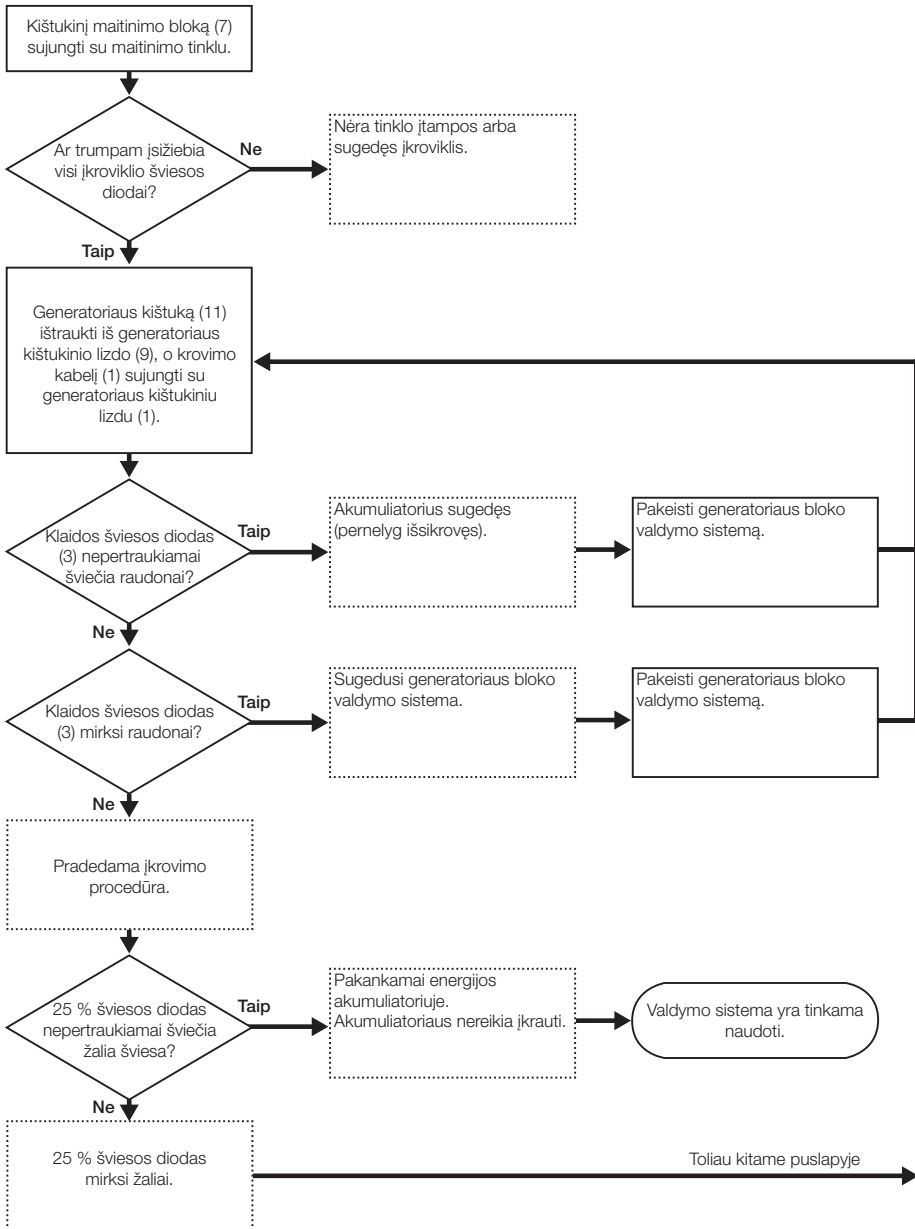 Kištukinį maitinimo bloką (7)
sujungti su maitinimo tinklu.
Ar trumpam įsižiebia
visi įkroviklio šviesos
diodai?
Ne
Nėra tinklo įtampos arba
sugedęs įkroviklis.
Taip
Generatoriaus kištuką (11)
ištraukti iš generatoriaus
kištukinio lizdo (9), o krovimo
kabelį (1) sujungti su
generatoriaus kištukiniu
lizdu (1).
Klaidos šviesos diodas
(3) nepertraukiamai
šviečia raudonai?
Taip
Akumuliatorius sugedęs
(pernelyg išsikrovęs).
Pakeisti generatoriaus bloko
valdymo sistemą.
Ne
Klaidos šviesos diodas
(3) mirksi raudonai?
Taip
Sugedusi generatoriaus bloko
valdymo sistema.
Pakeisti generatoriaus bloko
valdymo sistemą.
Ne
Pradedama įkrovimo
procedūra.
25 % šviesos diodas
nepertraukiamai šviečia
žalia šviesa?
Taip
Pakankamai energijos
akumuliatoriuje.
Akumuliatoriaus nereikia įkrauti.
Valdymo sistema yra tinkama
naudoti.
Ne
25 % šviesos diodas
mirksi žaliai.
Toliau kitame puslapyje